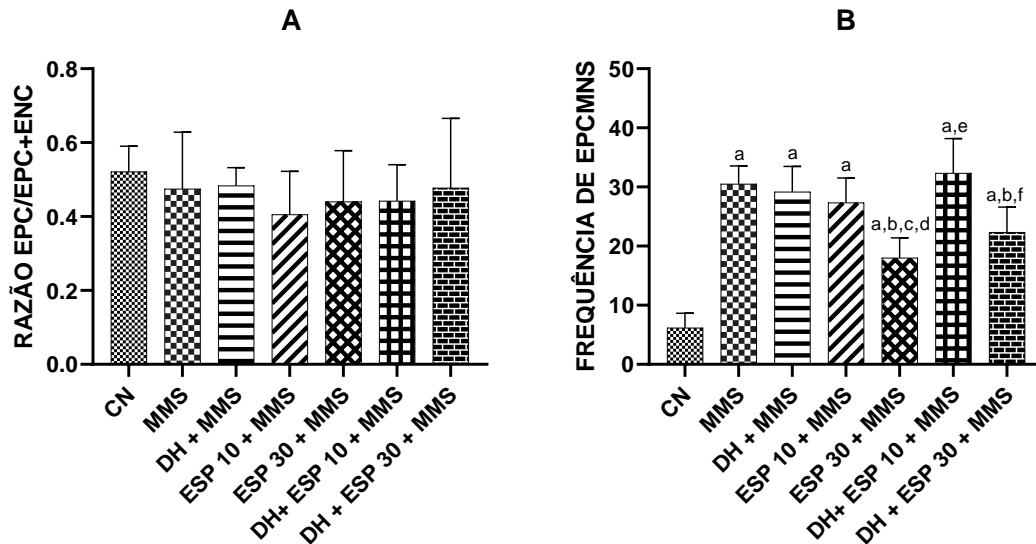 A
RAZÃO EPC/EPC+ENC
0.8
0.6
0.4
0.2
0.0
CN
MMS
DH + MMS
ESP 10 + MMS
ESP 30 + MMS
DH+ ESP 10 + MMS
DH + ESP 30 + MMS
B
FREQUÊNCIA DE EPCMNS
50
40
30
20
10
0
a
a
a
a,b,c,d
a,e
a,b,f
CN
MMS
DH + MMS
ESP 10 + MMS
ESP 30 + MMS
DH+ ESP 10 + MMS
DH + ESP 30 + MMS